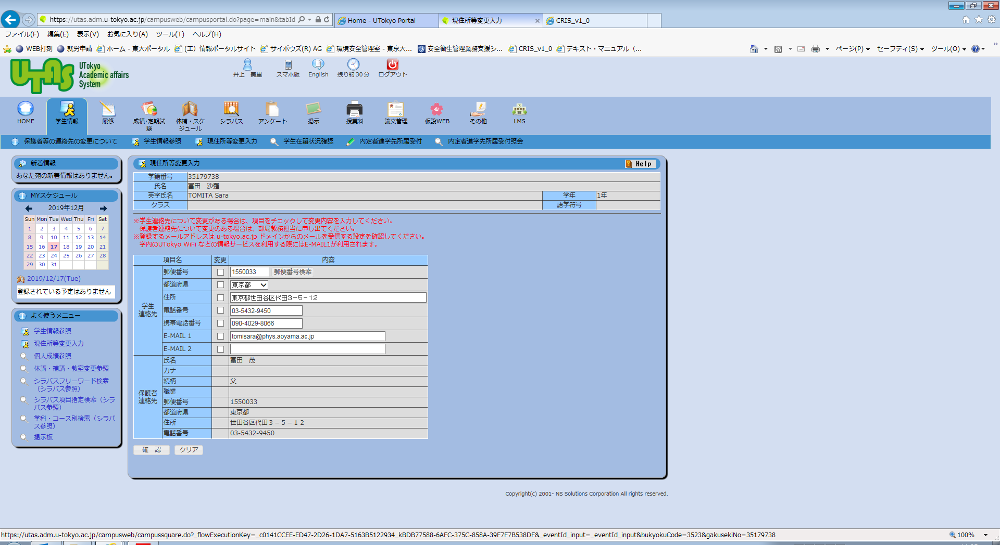 https://utas.adm.u-tokyo.ac.jp/campusweb/campusportal.do?page=main&tabId
Home - UTokyo Portal
現住所等変更入力
CRIS_v1_0
ファイル(F) 編集(E) 表示(V) お気に入り(A) ツール(T) ヘルプ(H)
WEB打刻 就労申請 ホーム - 東大ポータル (工) 情報ポータルサイト サイボウズ(R) AG 環境安全管理室 - 東京大... 安全衛生管理業務支援シ... CRIS_v1_0 テキスト・マニュアル (...
ページ(P) セーフティ(S) ツール(O)
UTAS UTokyo Academic affairs System
井上 美里 スマホ版 English 残り約30分 ログアウト
HOME 学生情報 履修 成績・定期試験 休補・スケジュール シラバス アンケート 掲示 授業料 論文管理 仮設WEB その他 LMS
保護者等の連絡先の変更について 学生情報参照 現住所等変更入力 学生在籍状況確認 内定者進学先所属受付 内定者進学先所属受付照会
新着情報
あなた宛の新着情報はありません。
MYスケジュール
2019年12月
Sun Mon Tue Wed Thu Fri Sat
1 2 3 4 5 6 7
8 9 10 11 12 13 14
15 16 17 18 19 20 21
22 23 24 25 26 27 28
29 30 31
2019/12/17(Tue)
登録されている予定はありません
よく使うメニュー
学生情報参照
現住所等変更入力
個人成績参照
休講・補講・教室変更参照
シラバスフリーワード検索
（シラバス参照）
シラバス項目指定検索（シラ
バス参照）
学科・コース別検索（シラバ
ス参照）
掲示板
現住所等変更入力 Help
学籍番号 35179738
氏名 冨田 沙羅
英字氏名 TOMITA Sara 学年 1年
クラス 語学符号
※学生連絡先について変更がある場合は、項目をチェックして変更内容を入力してください。
保護者連絡先について変更のある場合は、部局教務担当に申し出てください。
※登録するメールアドレスは u-tokyo.ac.jp ドメインからのメールを受信する設定を確認してください。
学内のUTokyo WiFi などの情報サービスを利用する際にはE-MAIL1が利用されます。
項目名 変更 内容
学生連絡先
郵便番号 1550033 郵便番号検索
都道府県 東京都
住所 東京都世田谷区代田3-5-12
電話番号 03-5432-9450
携帯電話番号 090-4029-8066
E-MAIL 1 tomisara@phys.aoyama.ac.jp
E-MAIL 2
保護者連絡先
氏名 冨田 茂
カナ
続柄 父
職業
郵便番号 1550033
都道府県 東京都
住所 世田谷区代田３－５－１２
電話番号 03-5432-9450
確 認 クリア
Copyright(c) 2001- NS Solutions Corporation All rights reserved.
https://utas.adm.u-tokyo.ac.jp/campusweb/campussquare.do?_flowExecutionKey=_c0141CCEE-ED47-2D26-1DA7-5163B5122934_kBDB77588-6AFC-375C-858A-39F7F7B538DF&_eventId_input=_eventId_input&bukyokuCode=3523&gakusekiNo=35179738
100%